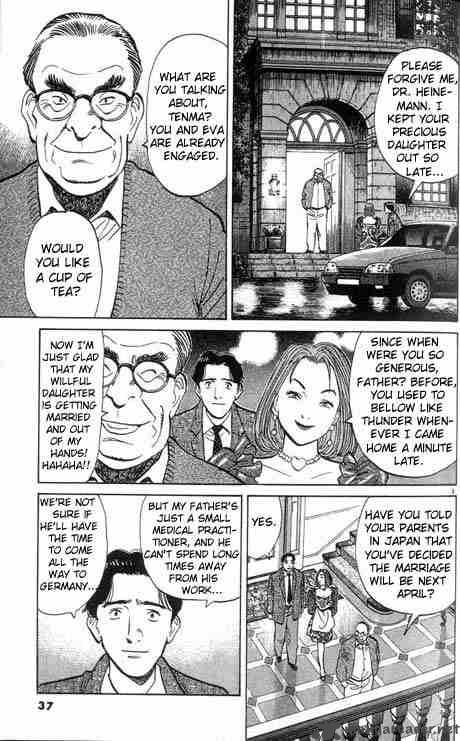 PLEASE
FORGIVE ME,
DR. HEINE-
MANN. I
KEPT YOUR
PRECIOUS
DAUGHTER
OUT SO
LATE...
WHAT ARE
YOU TALKING
ABOUT,
TENMA?
YOU AND EVA
ARE ALREADY
ENGAGED.
WOULD
YOU LIKE
A CUP OF
TEA?
SINCE WHEN
WERE YOU SO
GENEROUS,
FATHER? BEFORE,
YOU USED TO
BELLOW LIKE
THUNDER WHEN-
EVER I CAME
HOME A MINUTE
LATE.
NOW I'M
JUST GLAD
THAT MY
WILLFUL
DAUGHTER
IS GETTING
MARRIED
AND OUT
OF MY
HANDS!
HAHAHA!!
HAVE YOU TOLD
YOUR PARENTS
IN JAPAN THAT
YOU'VE DECIDED
THE MARRIAGE
WILL BE NEXT
APRIL?
YES.
BUT MY FATHER'S
JUST A SMALL
MEDICAL PRACTI-
TIONER, AND HE
CAN'T SPEND LONG
TIMES AWAY
FROM HIS
WORK...
WE'RE NOT
SURE IF
HE'LL HAVE
THE TIME
TO COME
ALL THE
WAY TO
GERMANY...
37